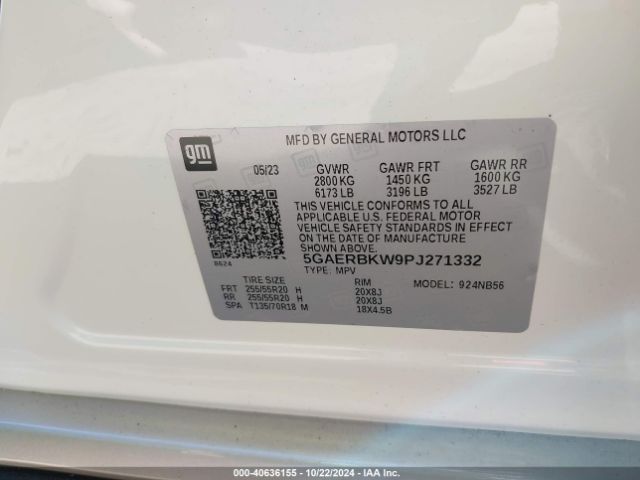 gm
MFD BY GENERAL MOTORS LLC
05/23 GVWR GAWR FRT GAWR RR
2800 KG 1450 KG 1600 KG
6173 LB 3196 LB 3527 LB
THIS VEHICLE CONFORMS TO ALL
APPLICABLE U.S. FEDERAL MOTOR
VEHICLE SAFETY STANDARDS IN EFFECT
ON THE DATE OF MANUFACTURE
SHOWN ABOVE.
8624 5GAERBKW9PJ271332
TYPE: MPV
TIRE SIZE RIM MODEL: 924NB56
FRT 255/55R20 H 20X8J
RR 255/55R20 H 20X8J
SPA T135/70R18 M 18X4.5B
000-40636155 - 10/22/2024 - IAA Inc.